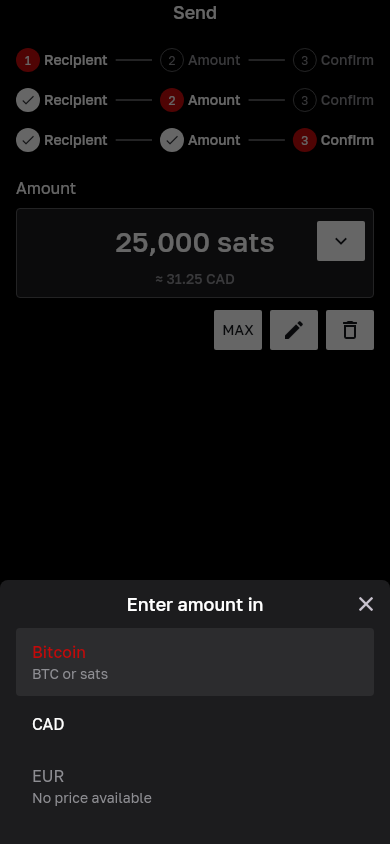 Send
1 Recipient 2 Amount 3 Confirm
Recipient 2 Amount 3 Confirm
Recipient Amount 3 Confirm
Amount
25,000 sats
≈ 31.25 CAD
MAX
Enter amount in
Bitcoin
BTC or sats
CAD
EUR
No price available